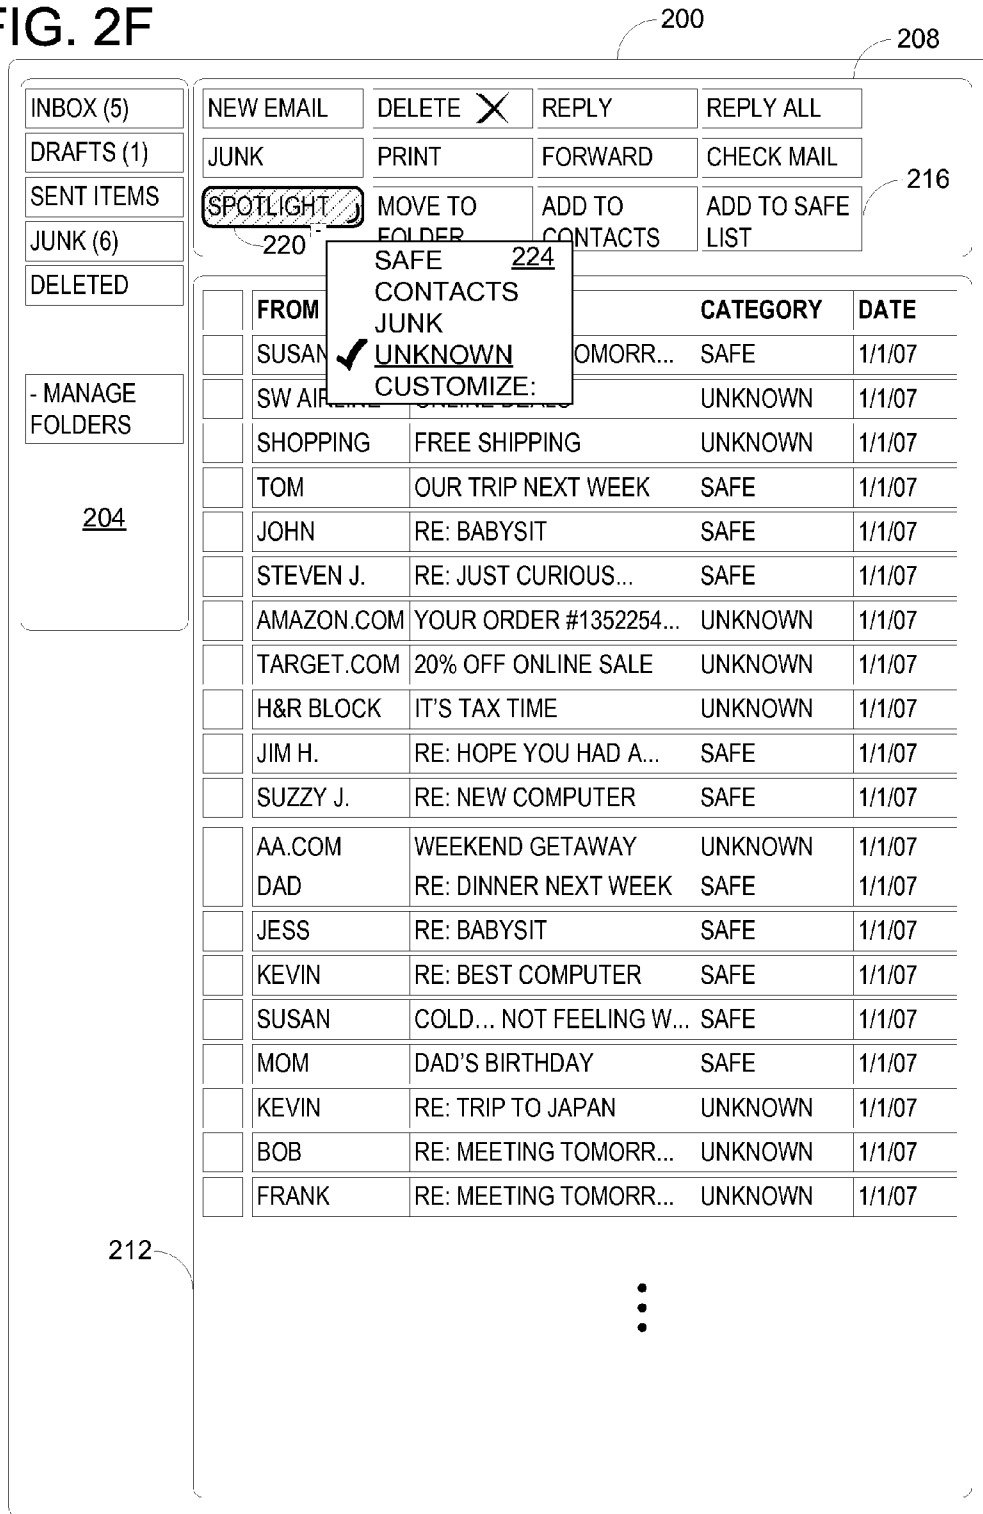 FIG. 2F
200
208
INBOX (5)
DRAFTS (1)
SENT ITEMS
JUNK (6)
DELETED
- MANAGE
FOLDERS
204
NEW EMAIL DELETE REPLY REPLY ALL
JUNK PRINT FORWARD CHECK MAIL
216
SPOTLIGHT MOVE TO ADD TO ADD TO SAFE
FOLDER CONTACTS LIST
220
SAFE 224
CONTACTS
JUNK
UNKNOWN
CUSTOMIZE:
FROM CATEGORY DATE
SUSAN OMORR... SAFE 1/1/07
SW AIRLINE ONLINE DEALS UNKNOWN 1/1/07
SHOPPING FREE SHIPPING UNKNOWN 1/1/07
TOM OUR TRIP NEXT WEEK SAFE 1/1/07
JOHN RE: BABYSIT SAFE 1/1/07
STEVEN J. RE: JUST CURIOUS... SAFE 1/1/07
AMAZON.COM YOUR ORDER #1352254... UNKNOWN 1/1/07
TARGET.COM 20% OFF ONLINE SALE UNKNOWN 1/1/07
H&R BLOCK IT'S TAX TIME UNKNOWN 1/1/07
JIM H. RE: HOPE YOU HAD A... SAFE 1/1/07
SUZZY J. RE: NEW COMPUTER SAFE 1/1/07
AA.COM WEEKEND GETAWAY UNKNOWN 1/1/07
DAD RE: DINNER NEXT WEEK SAFE 1/1/07
JESS RE: BABYSIT SAFE 1/1/07
KEVIN RE: BEST COMPUTER SAFE 1/1/07
SUSAN COLD... NOT FEELING W... SAFE 1/1/07
MOM DAD'S BIRTHDAY SAFE 1/1/07
KEVIN RE: TRIP TO JAPAN UNKNOWN 1/1/07
BOB RE: MEETING TOMORR... UNKNOWN 1/1/07
FRANK RE: MEETING TOMORR... UNKNOWN 1/1/07
212